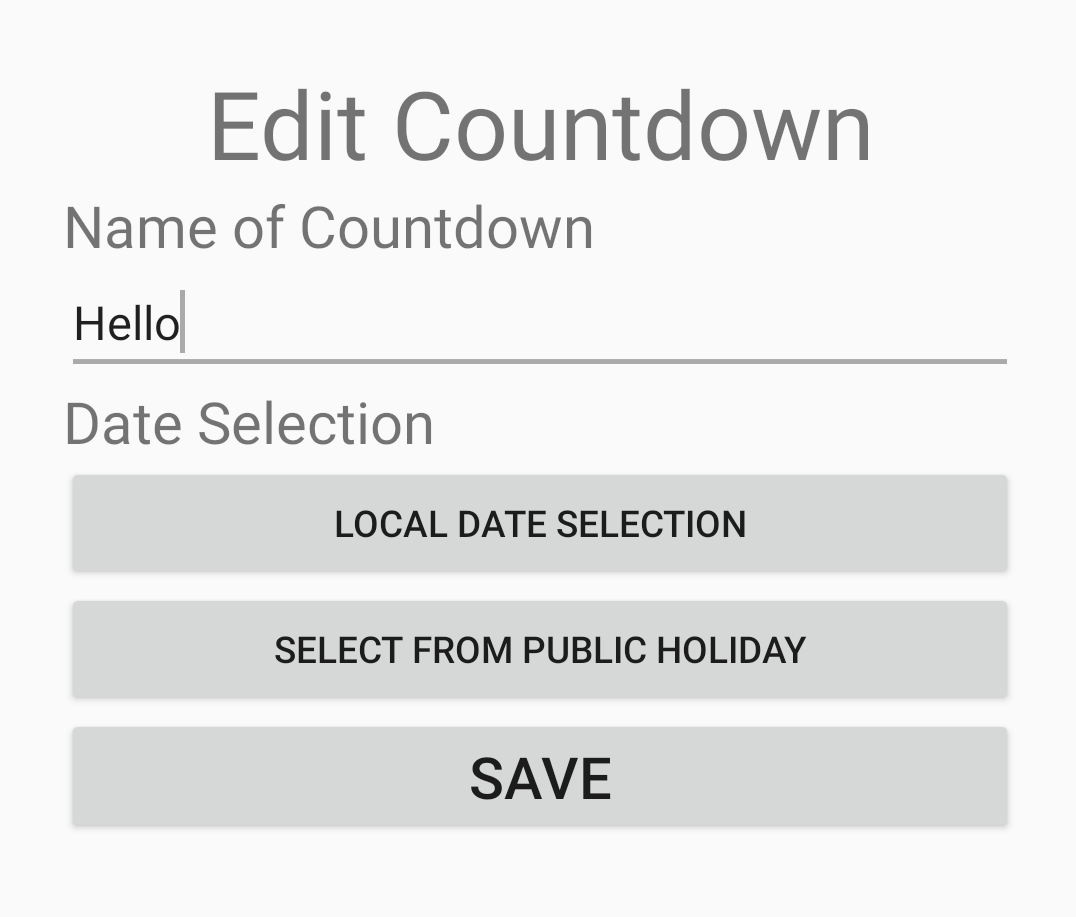 Edit Countdown
Name of Countdown
Hello
Date Selection
LOCAL DATE SELECTION
SELECT FROM PUBLIC HOLIDAY
SAVE